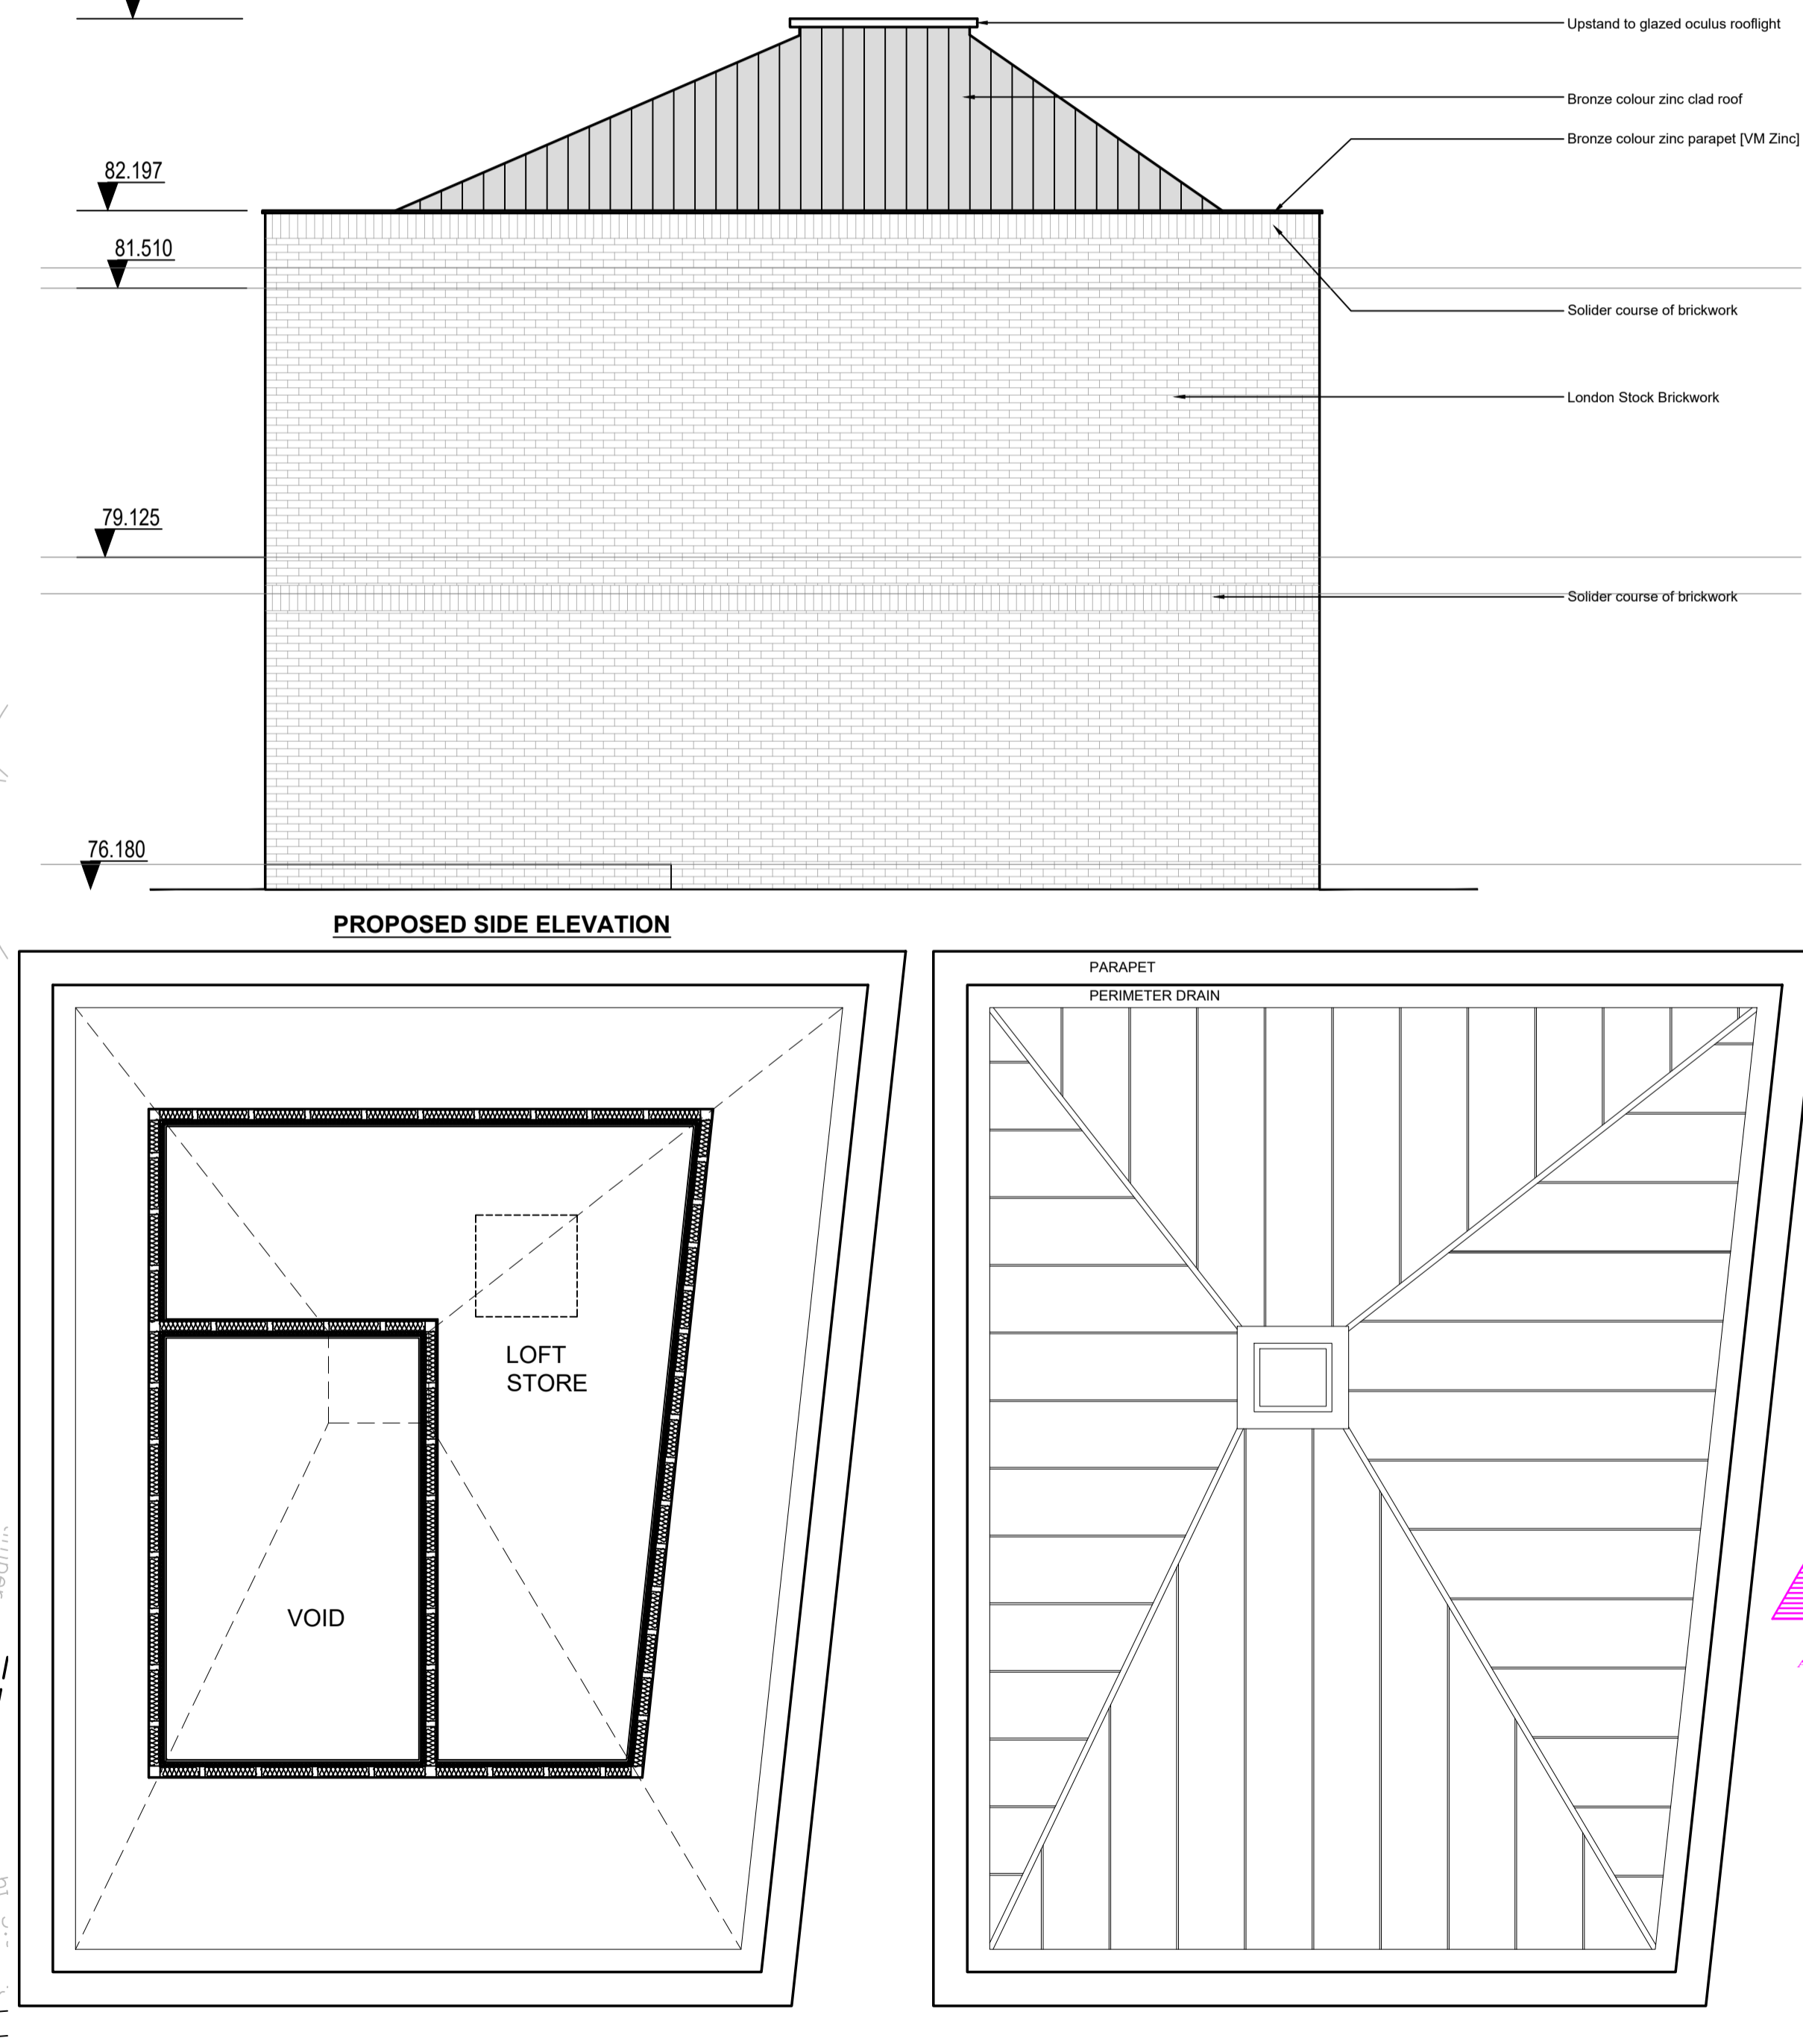 Upstand to glazed oculus rooflight
Bronze colour zinc clad roof
Bronze colour zinc parapet [VM Zinc]
82.197
81.510
Solider course of brickwork
London Stock Brickwork
79.125
Solider course of brickwork
76.180
PROPOSED SIDE ELEVATION
PARAPET
PERIMETER DRAIN
LOFT
STORE
VOID